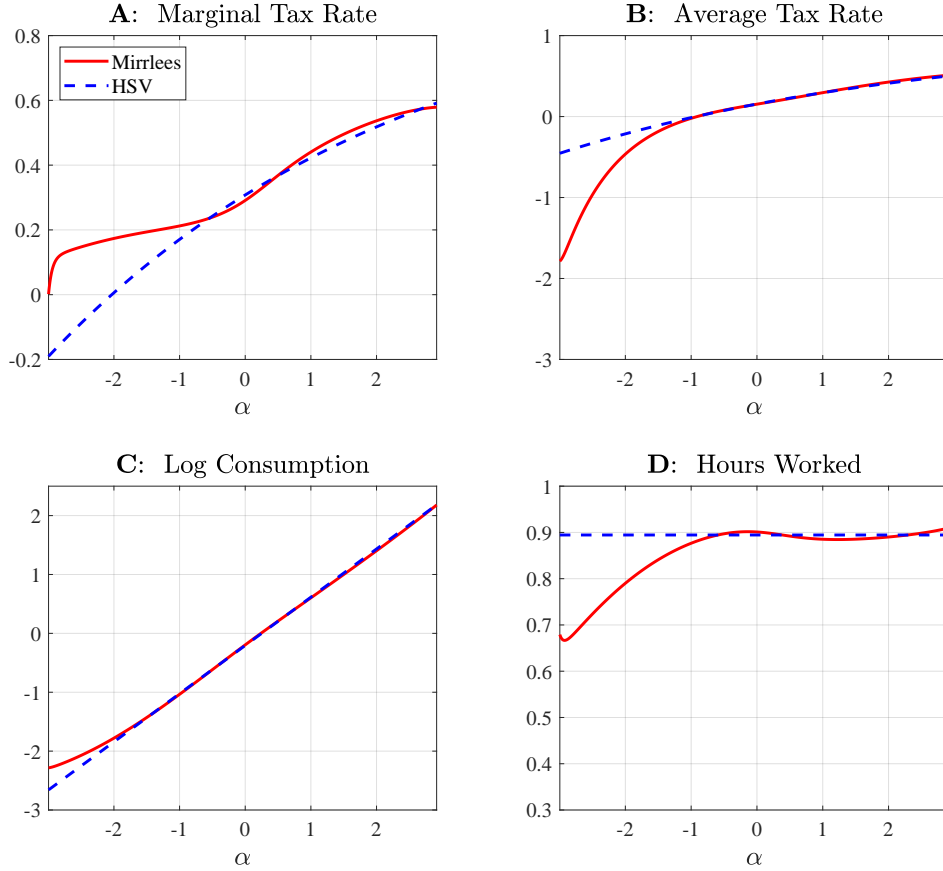 A: Marginal Tax Rate
0.8
0.6
0.4
0.2
0
-0.2
-2 -1 0 1 2
α
Mirrlees
HSV
B: Average Tax Rate
1
0
-1
-2
-3
-2 -1 0 1 2
α
C: Log Consumption
2
1
0
-1
-2
-3
-2 -1 0 1 2
α
D: Hours Worked
1
0.9
0.8
0.7
0.6
0.5
0.4
0.3
-2 -1 0 1 2
α